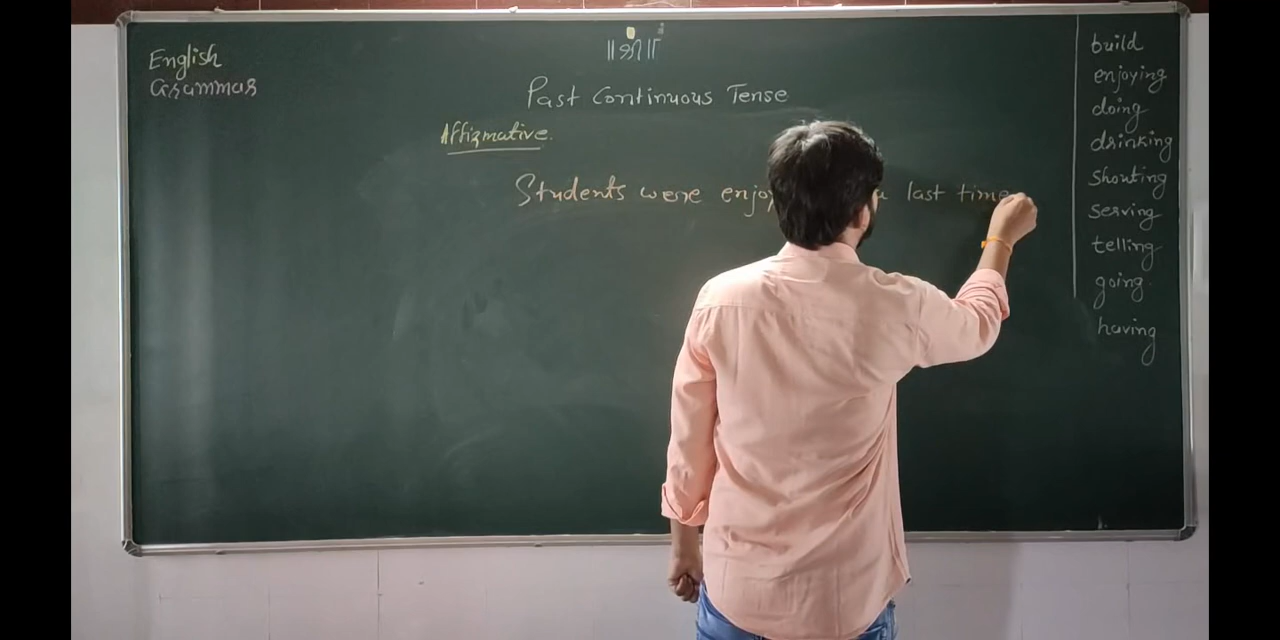 English
Grammar
॥श्री॥
Past Continuous Tense
Affirmative.
Students were last time
build
enjoying
doing
drinking
Shouting
serving
telling
going.
having